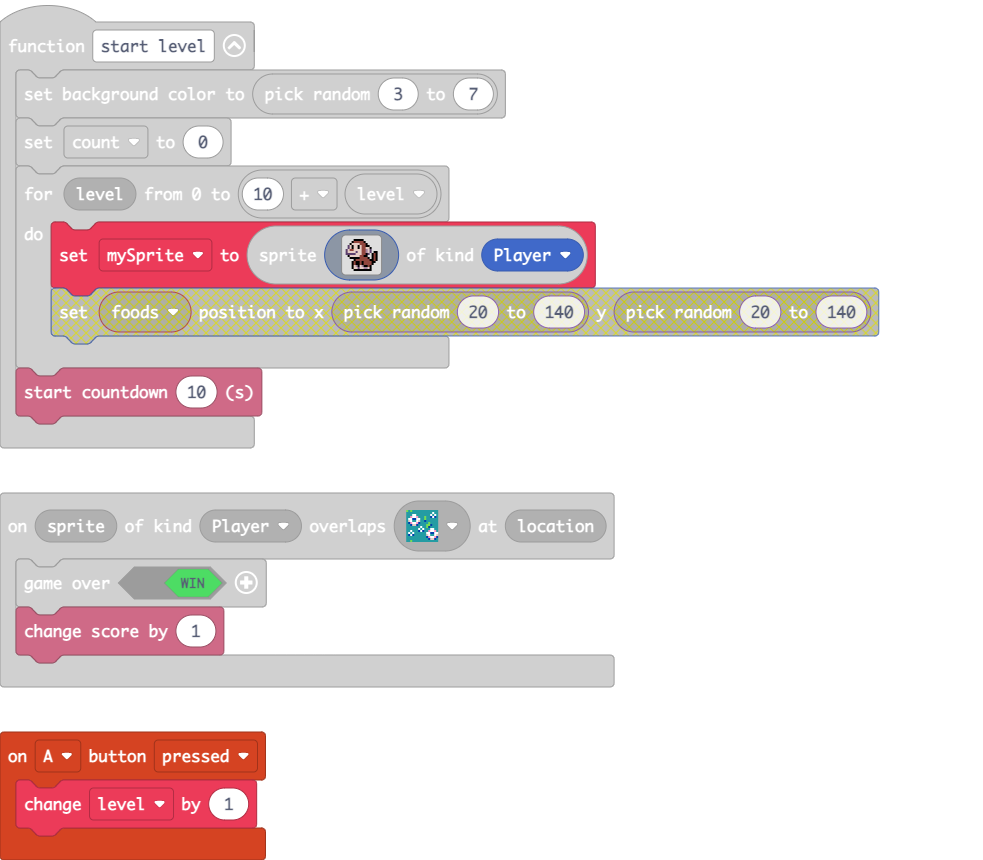 function start level
set background color to pick random 3 to 7
set count to 0
for level from 0 to 10 + level
do
set mySprite to sprite of kind Player
set foods position to x pick random 20 to 140 y pick random 20 to 140
start countdown 10 (s)
on sprite of kind Player overlaps at location
game over WIN
change score by 1
on A button pressed
change level by 1